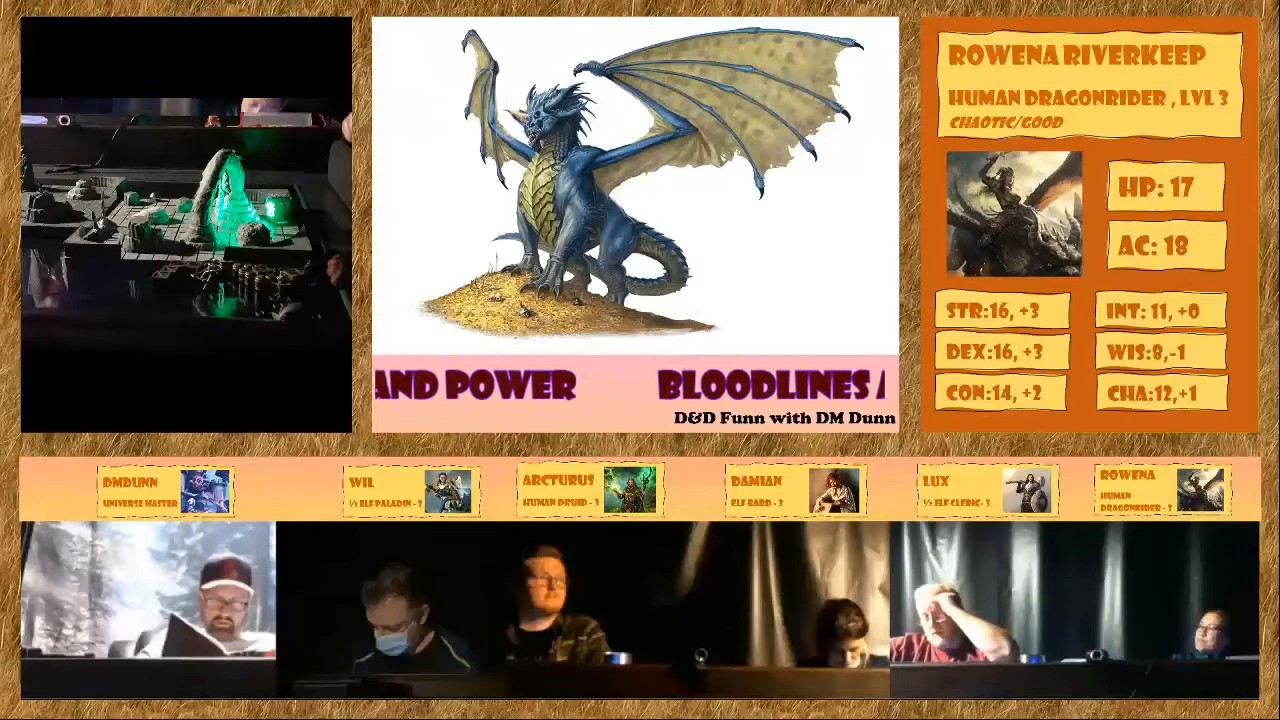 AND POWER BLOODLINES
D&D Funn with DM Dunn
ROWENA RIVERKEEP
HUMAN DRAGONRIDER , LVL 3
CHAOTIC/GOOD
HP: 17
AC: 18
STR:16, +3
INT: 11, +0
DEX:16, +3
WIS:8,-1
CON:14, +2
CHA:12,+1
DMDUNN
UNIVERSE MASTER
WIL
½ ELF PALADIN - 3
ARCTURUS
HUMAN DRUID - 3
DAMIAN
ELF BARD - 3
LUX
½ ELF CLERIC- 3
ROWENA
HUMAN
DRAGONRIDER - 3